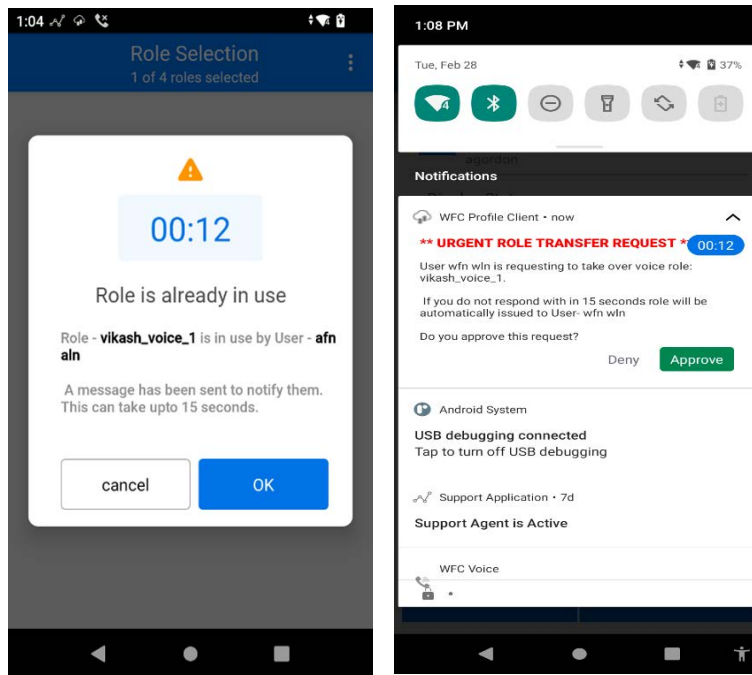 1:04
Role Selection
1 of 4 roles selected
00:12
Role is already in use
Role - vikash_voice_1 is in use by User - afn
aln
A message has been sent to notify them.
This can take upto 15 seconds.
cancel OK
1:08 PM
Tue, Feb 28 37%
4
agordon
Notifications
WFC Profile Client • now
** URGENT ROLE TRANSFER REQUEST * 00:12
User wfn wln is requesting to take over voice role:
vikash_voice_1.
If you do not respond with in 15 seconds role will be
automatically issued to User- wfn wln
Do you approve this request?
Deny Approve
Android System
USB debugging connected
Tap to turn off USB debugging
Support Application • 7d
Support Agent is Active
WFC Voice